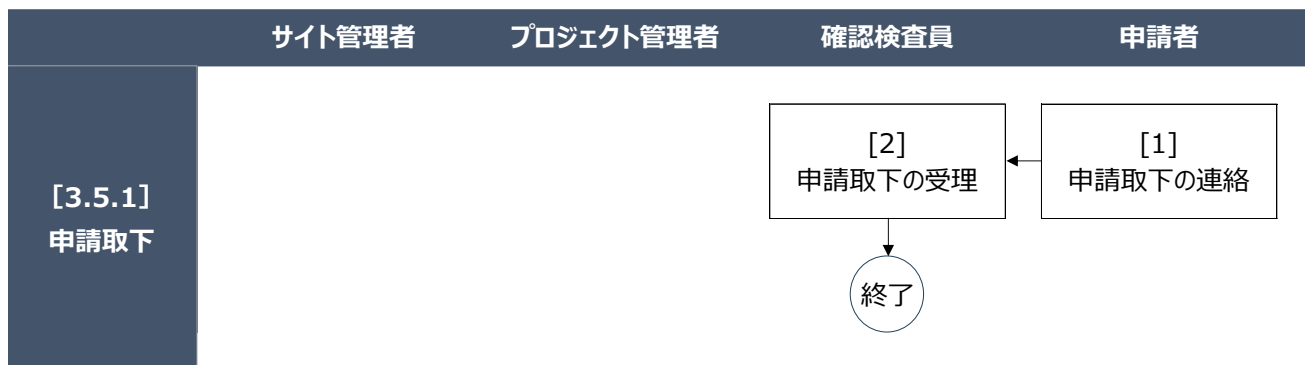 サイト管理者
プロジェクト管理者
確認検査員
申請者
[3.5.1]
申請取下
[2]
申請取下の受理
[1]
申請取下の連絡
終了